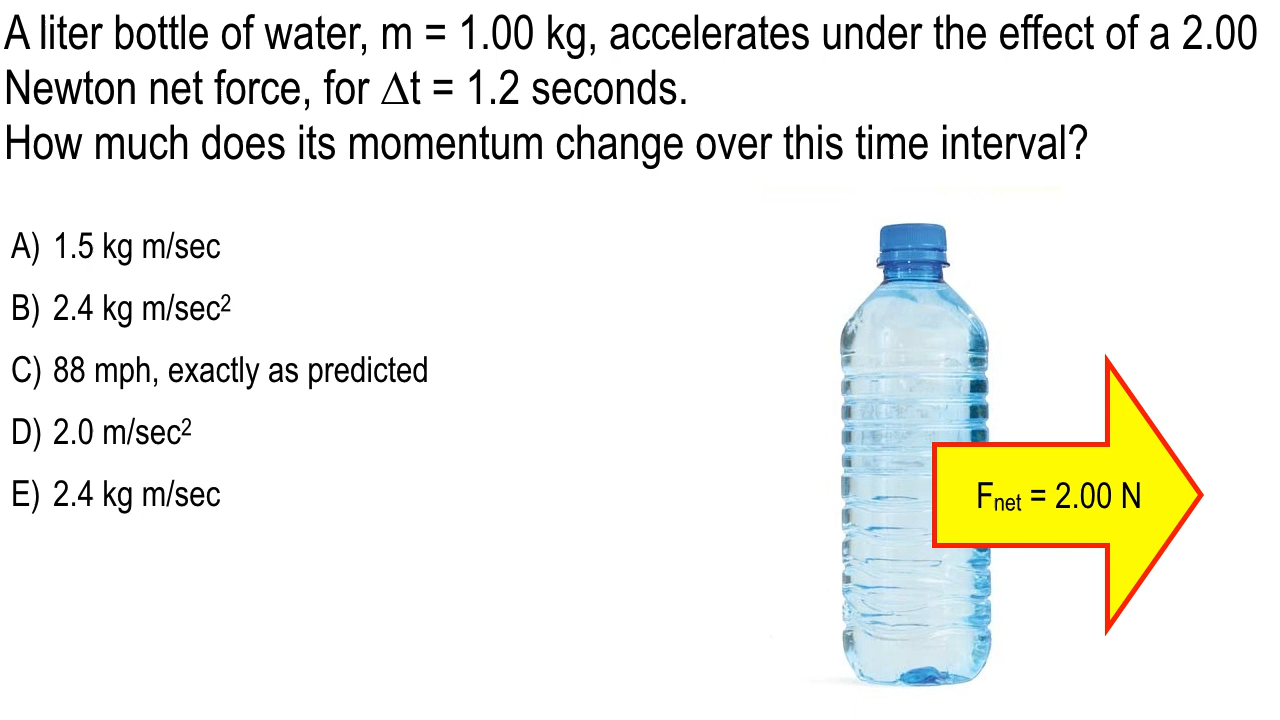 A liter bottle of water, m = 1.00 kg, accelerates under the effect of a 2.00
Newton net force, for Δt = 1.2 seconds.
How much does its momentum change over this time interval?
A) 1.5 kg m/sec
B) 2.4 kg m/sec²
C) 88 mph, exactly as predicted
D) 2.0 m/sec²
E) 2.4 kg m/sec
Fnet = 2.00 N